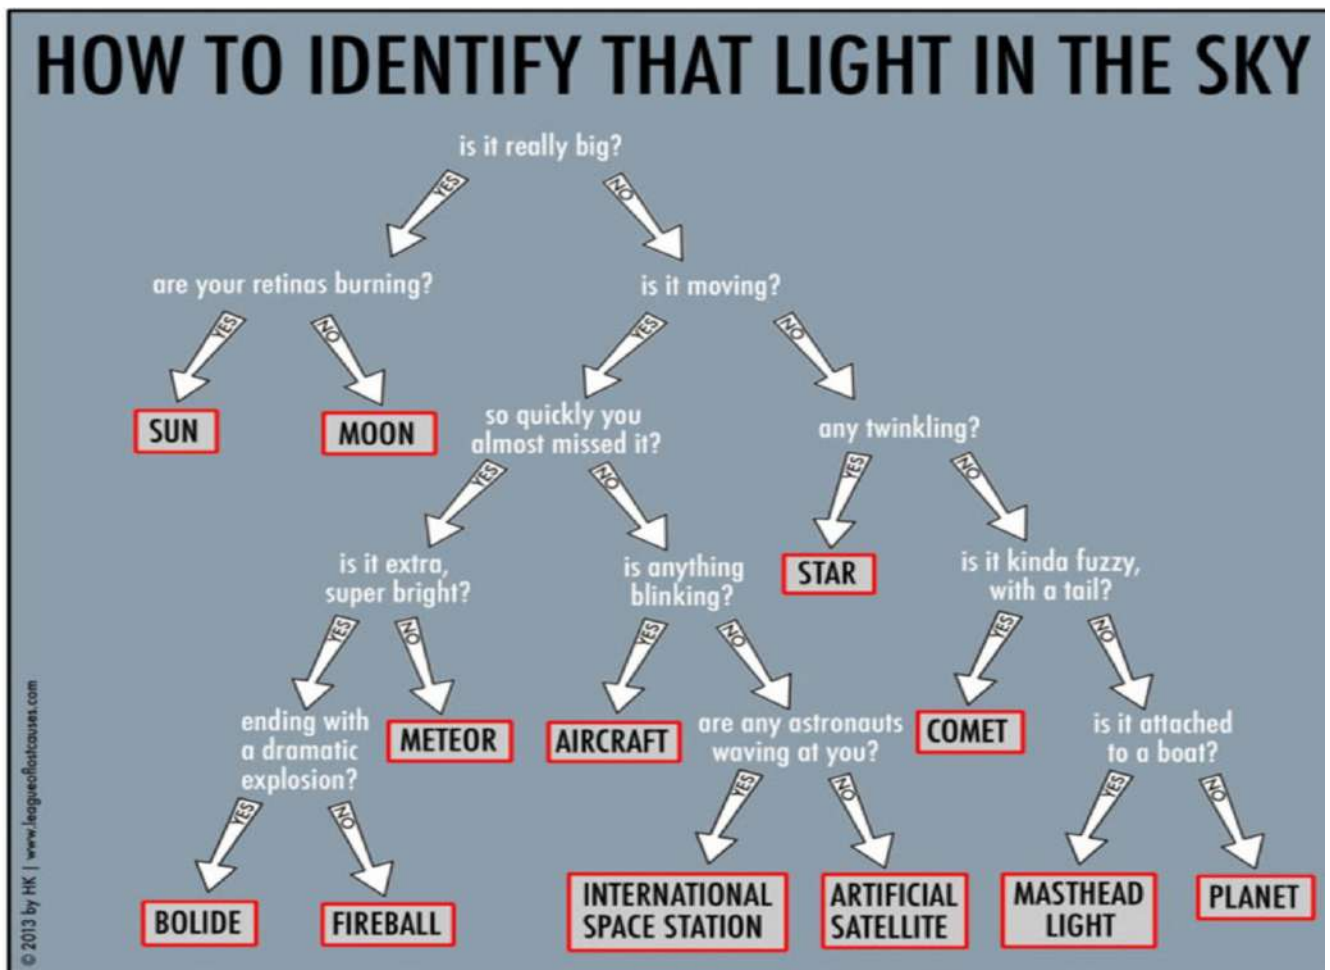 HOW TO IDENTIFY THAT LIGHT IN THE SKY
is it really big?
YES
NO
are your retinas burning?
is it moving?
YES
NO
YES
NO
SUN
MOON
so quickly you
almost missed it?
any twinkling?
YES
NO
YES
NO
is it extra,
super bright?
is anything
blinking?
STAR
is it kinda fuzzy,
with a tail?
YES
NO
YES
NO
YES
NO
ending with
a dramatic
explosion?
METEOR
AIRCRAFT
are any astronauts
waving at you?
COMET
is it attached
to a boat?
YES
NO
YES
NO
YES
NO
BOLIDE
FIREBALL
INTERNATIONAL
SPACE STATION
ARTIFICIAL
SATELLITE
MASTHEAD
LIGHT
PLANET
© 2013 by HK | www.leagueoflostcauses.com